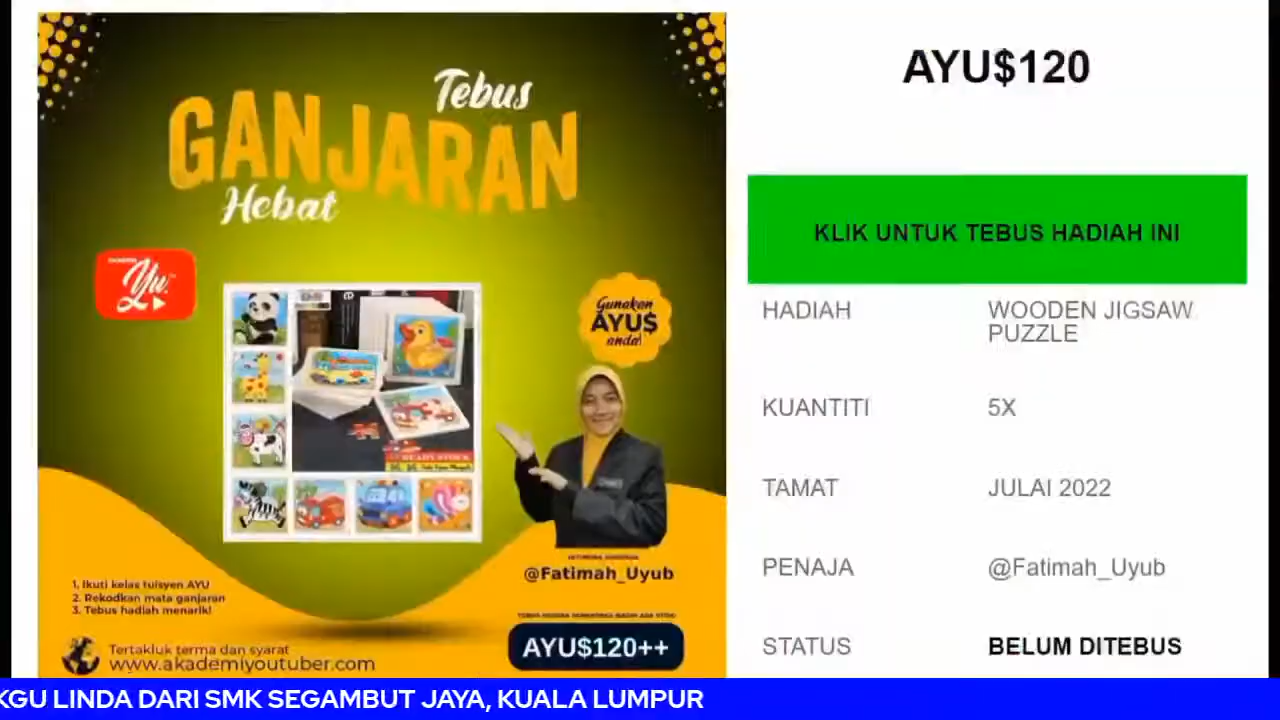 Tebus
GANJARAN
Hebat
Yu
Gunakan
AYU$
anda!
READY STOCK
@Fatimah_Uyub
1. Ikuti kelas tuisyen AYU
2. Rekodkan mata ganjaran
3. Tebus hadiah menarik!
AYU$120++
Tertakluk terma dan syarat
www.akademiyoutuber.com
AYU$120
KLIK UNTUK TEBUS HADIAH INI
HADIAH WOODEN JIGSAW
PUZZLE
KUANTITI 5X
TAMAT JULAI 2022
PENAJA @Fatimah_Uyub
STATUS BELUM DITEBUS
KGU LINDA DARI SMK SEGAMBUT JAYA, KUALA LUMPUR